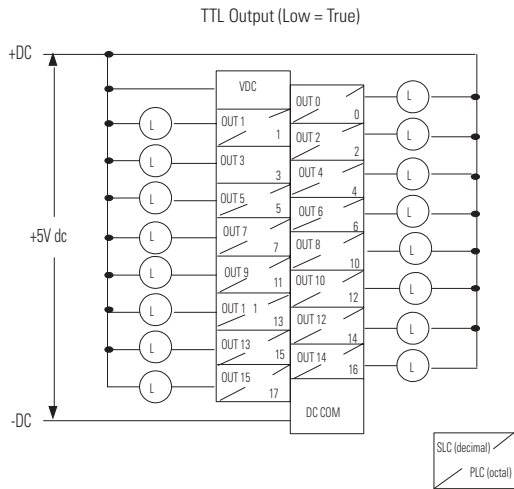 TTL Output (Low = True)
+DC
VDC
OUT 0
0
L
L
OUT 1
1
OUT 2
2
L
L
OUT 3
3
OUT 4
4
L
L
OUT 5
5
OUT 6
6
L
+5V dc
L
OUT 7
7
OUT 8
10
L
L
OUT 9
11
OUT 10
12
L
L
OUT 1 1
13
OUT 12
14
L
L
OUT 13
15
OUT 14
16
L
L
OUT 15
17
-DC
DC COM
SLC (decimal)
PLC (octal)